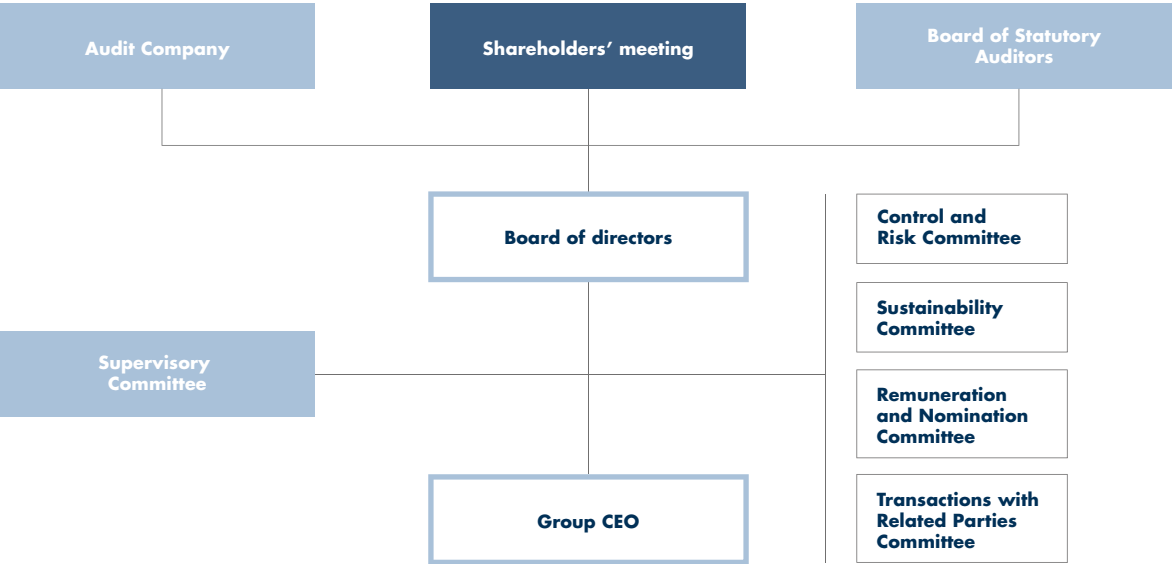 Audit Company
Shareholders’ meeting
Board of Statutory
Auditors
Board of directors
Control and
Risk Committee
Sustainability
Committee
Supervisory
Committee
Remuneration
and Nomination
Committee
Group CEO
Transactions with
Related Parties
Committee